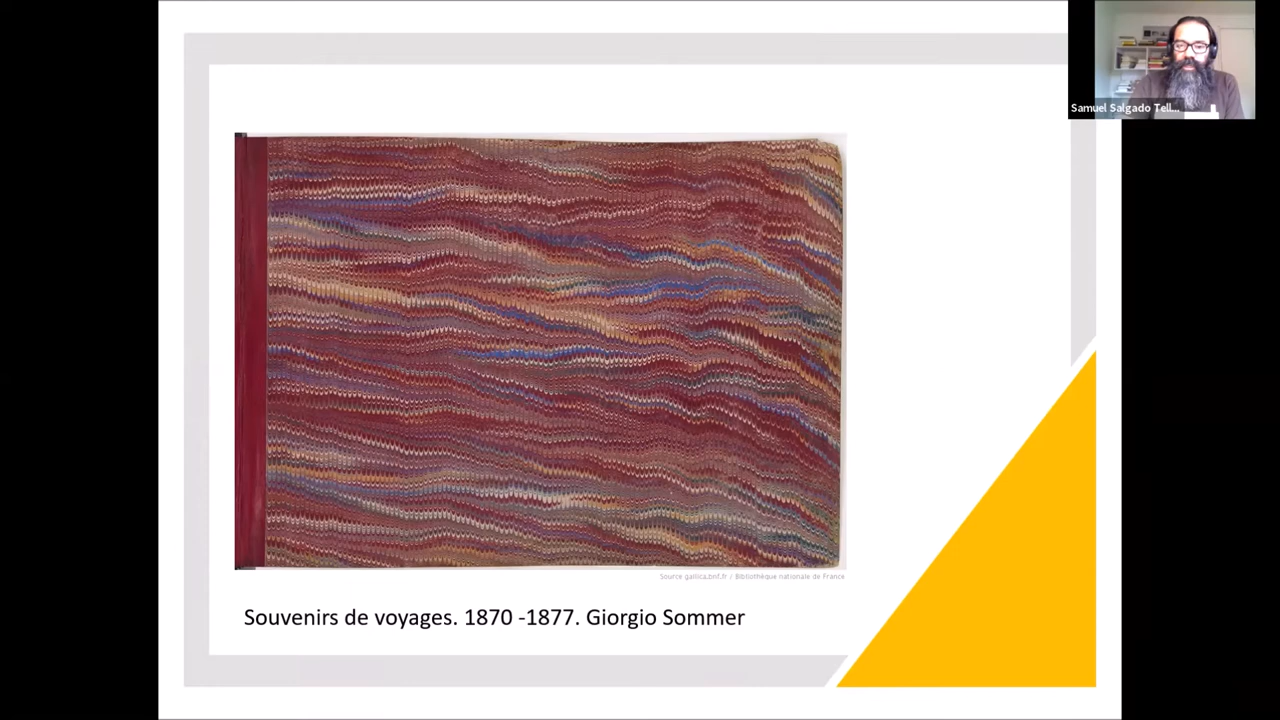 Samuel Salgado Tell...
Source gallica.bnf.fr / Bibliothèque nationale de France
Souvenirs de voyages. 1870 -1877. Giorgio Sommer